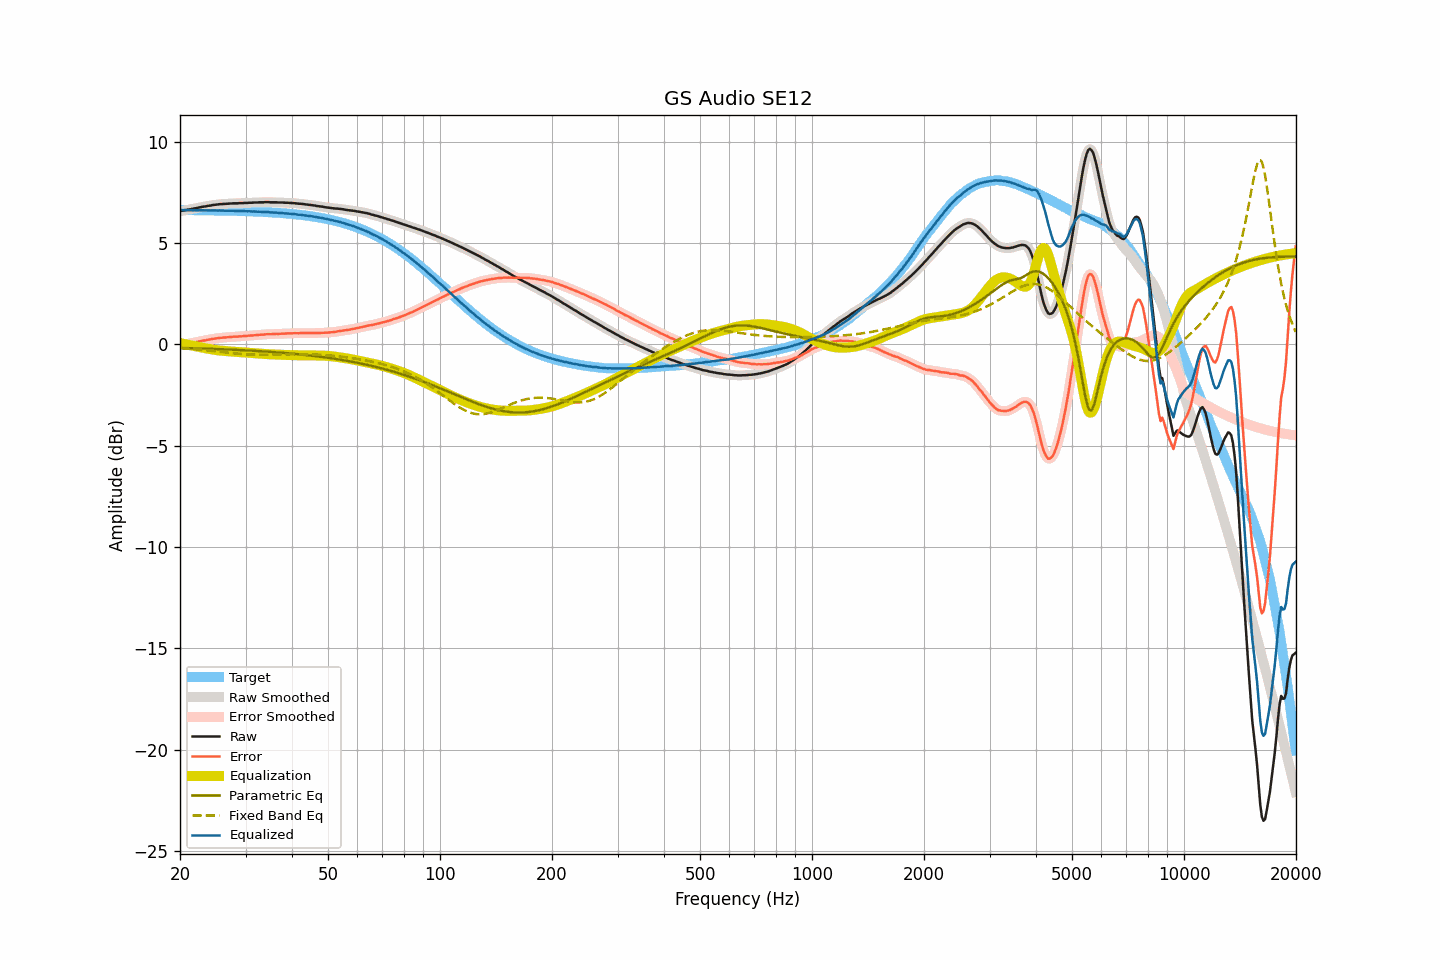 GS Audio SE12
10
5
0
−5
−10
−15
−20
−25
Amplitude (dBr)
Target
Raw Smoothed
Error Smoothed
Raw
Error
Equalization
Parametric Eq
Fixed Band Eq
Equalized
20 50 100 200 500 1000 2000 5000 10000 20000
Frequency (Hz)